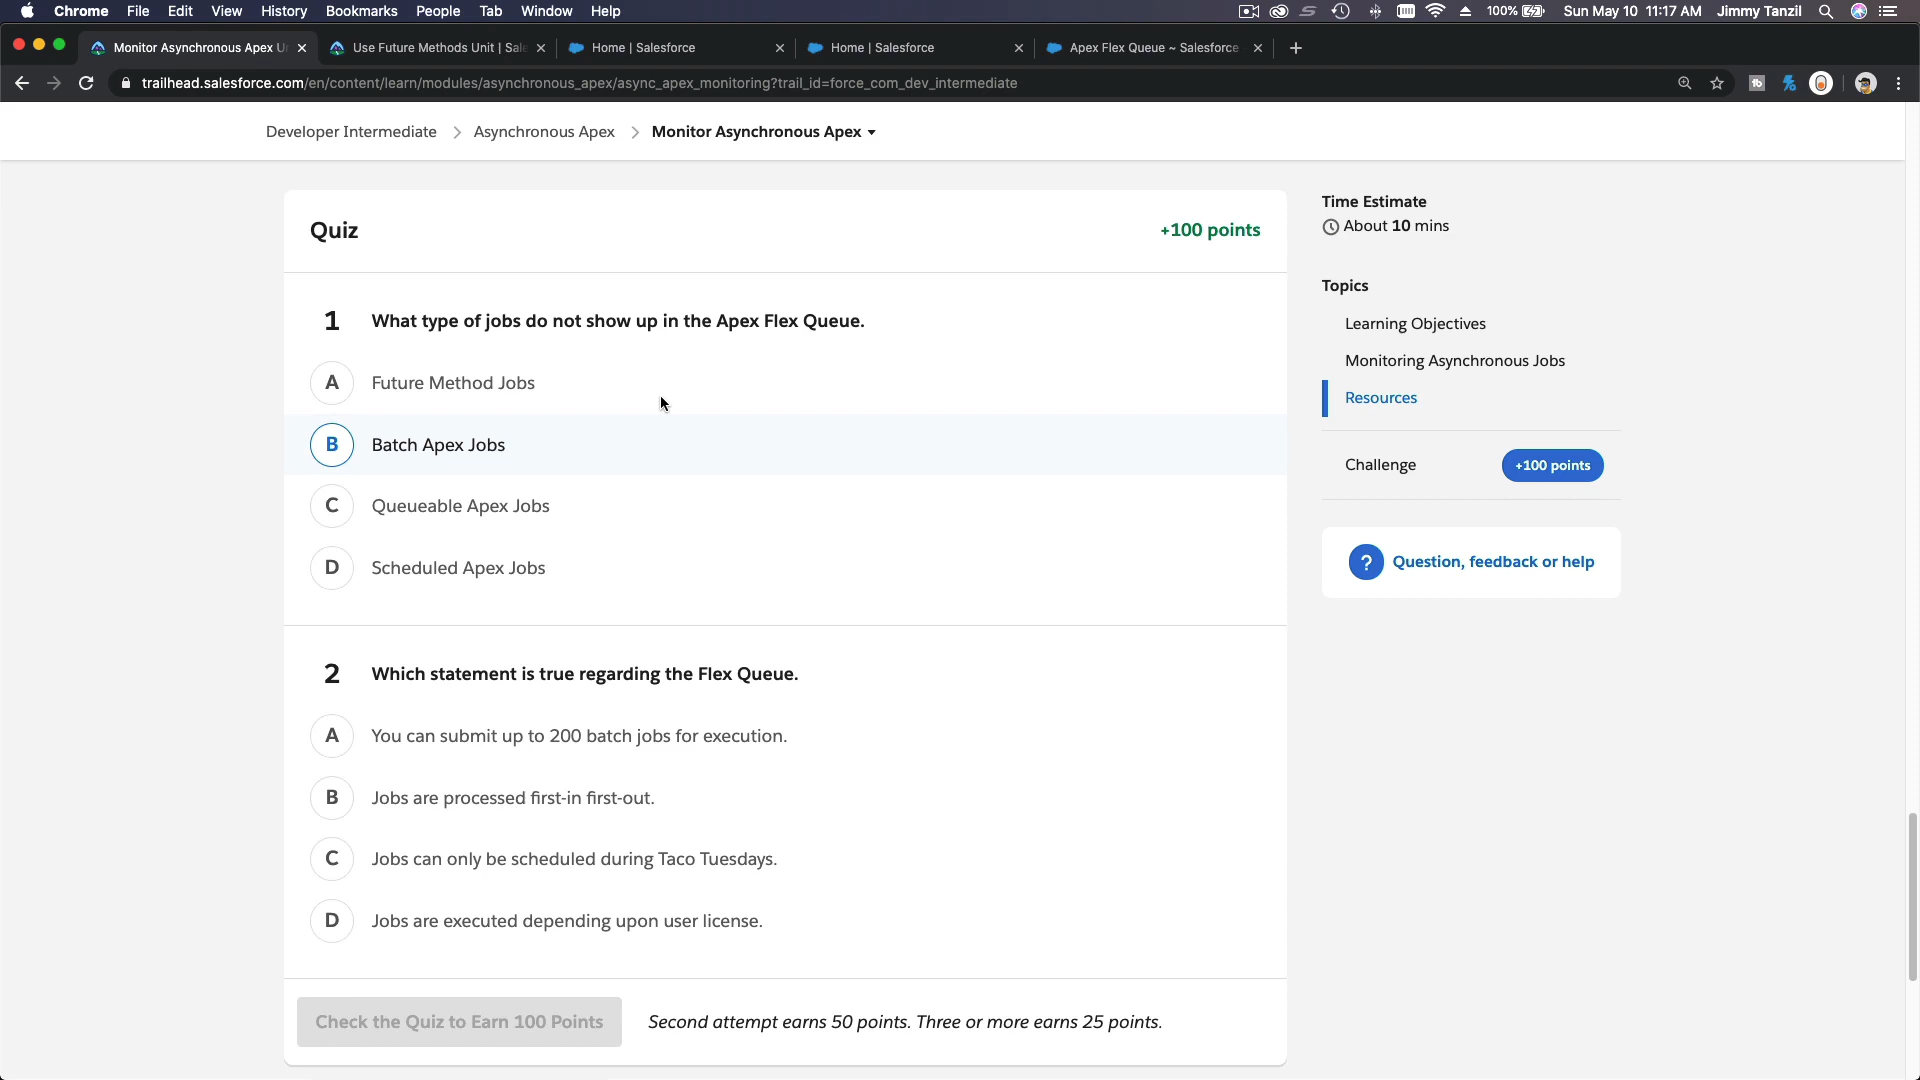 Chrome File Edit View History Bookmarks People Tab Window Help 100% Sun May 10 11:17 AM Jimmy Tanzil
Monitor Asynchronous Apex Un Use Future Methods Unit | Sale Home | Salesforce Home | Salesforce Apex Flex Queue ~ Salesforce
trailhead.salesforce.com/en/content/learn/modules/asynchronous_apex/async_apex_monitoring?trail_id=force_com_dev_intermediate
Developer Intermediate > Asynchronous Apex > Monitor Asynchronous Apex
Quiz
+100 points
1 What type of jobs do not show up in the Apex Flex Queue.
A Future Method Jobs
B Batch Apex Jobs
C Queueable Apex Jobs
D Scheduled Apex Jobs
2 Which statement is true regarding the Flex Queue.
A You can submit up to 200 batch jobs for execution.
B Jobs are processed first-in first-out.
C Jobs can only be scheduled during Taco Tuesdays.
D Jobs are executed depending upon user license.
Check the Quiz to Earn 100 Points Second attempt earns 50 points. Three or more earns 25 points.
Time Estimate
About 10 mins
Topics
Learning Objectives
Monitoring Asynchronous Jobs
Resources
Challenge +100 points
? Question, feedback or help